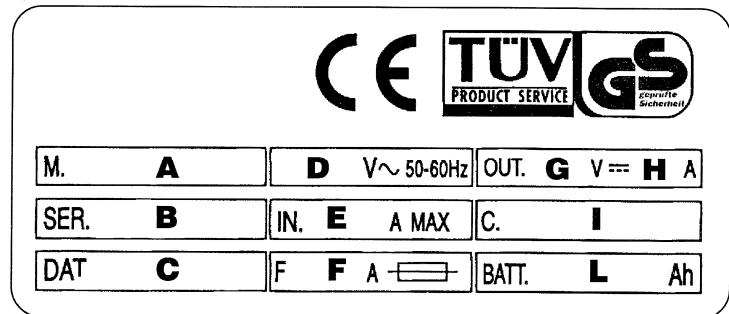 CE TÜV PRODUCT SERVICE GS geprüfte Sicherheit
M. A D V~ 50-60Hz OUT. G V⎓ H A
SER. B IN. E A MAX C. I
DAT C F F A BATT. L Ah